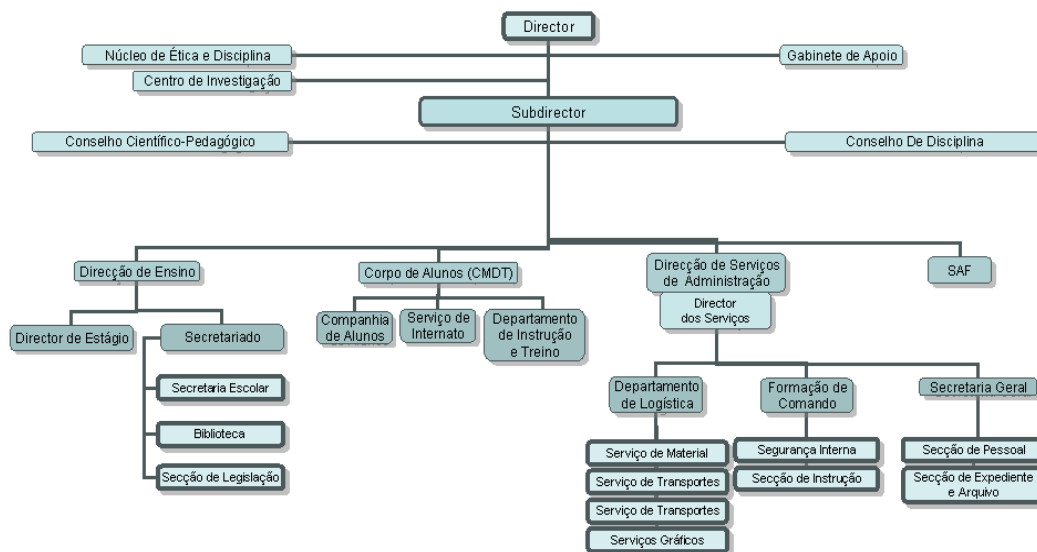 Director
Núcleo de Ética e Disciplina
Gabinete de Apoio
Centro de Investigação
Subdirector
Conselho Científico-Pedagógico
Conselho De Disciplina
Direcção de Ensino
Corpo de Alunos (CMDT)
Direcção de Serviços
de Administração
SAF
Director
dos Serviços
Director de Estágio
Secretariado
Companhia
de Alunos
Serviço de
Internato
Departamento
de Instrução
e Treino
Secretaria Escolar
Biblioteca
Secção de Legislação
Departamento
de Logística
Formação de
Comando
Secretaria Geral
Serviço de Material
Segurança Interna
Secção de Pessoal
Serviço de Transportes
Secção de Instrução
Secção de Expediente
e Arquivo
Serviço de Transportes
Serviços Gráficos